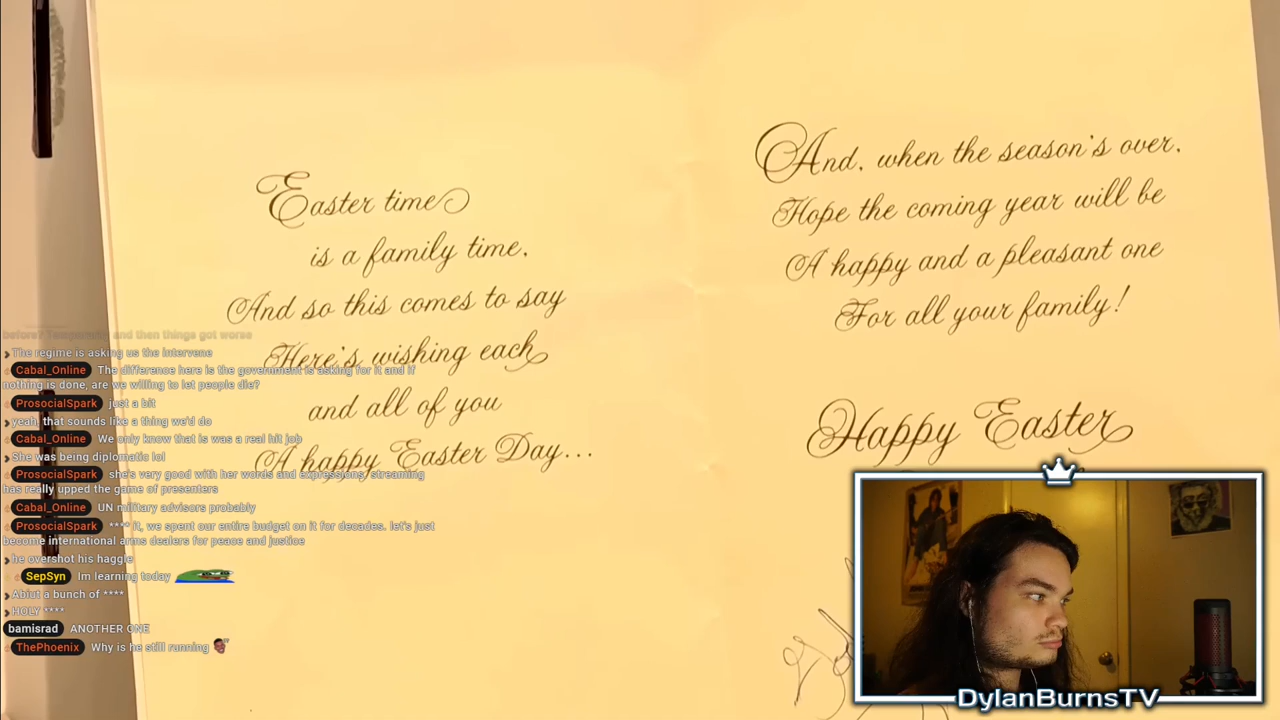 Easter time
is a family time,
And so this comes to say
Here's wishing each
and all of you
A happy Easter Day...
And, when the season's over,
Hope the coming year will be
A happy and a pleasant one
For all your family!
Happy Easter
before? Temporarily and then things got worse
The regime is asking us the intervene
Cabal_Online The difference here is the government is asking for it and if
nothing is done, are we willing to let people die?
ProsocialSpark just a bit
yeah, that sounds like a thing we'd do
Cabal_Online We only know that is was a real hit job
She was being diplomatic lol
ProsocialSpark she's very good with her words and expressions, streaming
has really upped the game of presenters
Cabal_Online UN military advisors probably
ProsocialSpark **** it, we spent our entire budget on it for decades. let's just
become international arms dealers for peace and justice
he overshot his haggle
SepSyn Im learning today
Abiut a bunch of ****
HOLY ****
bamisrad ANOTHER ONE
ThePhoenix Why is he still running
DylanBurnsTV